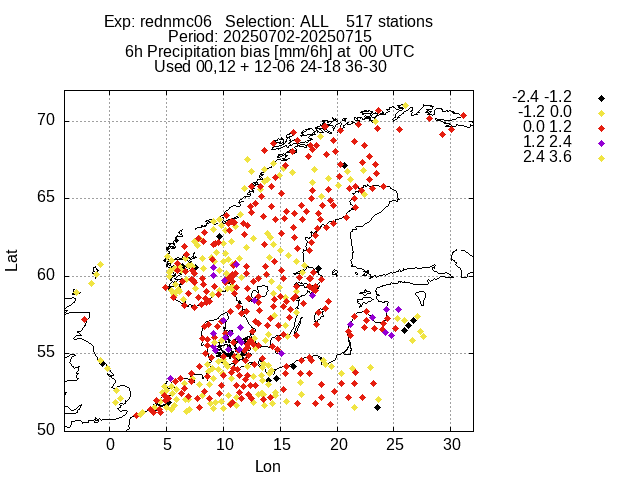 Exp: rednmc06   Selection: ALL    517 stations
Period: 20250702-20250715
6h Precipitation bias [mm/6h] at  00 UTC
Used 00,12 + 12-06 24-18 36-30
-2.4 -1.2
-1.2 0.0
0.0 1.2
1.2 2.4
2.4 3.6
70
65
60
55
50
Lat
0 5 10 15 20 25 30
Lon